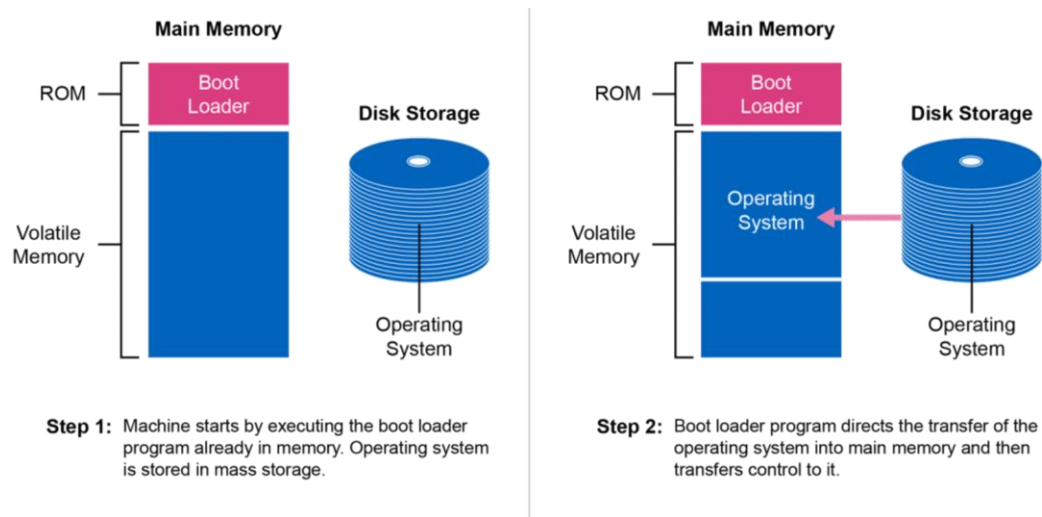 Main Memory
ROM
Boot
Loader
Disk Storage
Volatile
Memory
Operating
System
Step 1: Machine starts by executing the boot loader
program already in memory. Operating system
is stored in mass storage.
Main Memory
ROM
Boot
Loader
Disk Storage
Operating
System
Volatile
Memory
Operating
System
Step 2: Boot loader program directs the transfer of the
operating system into main memory and then
transfers control to it.